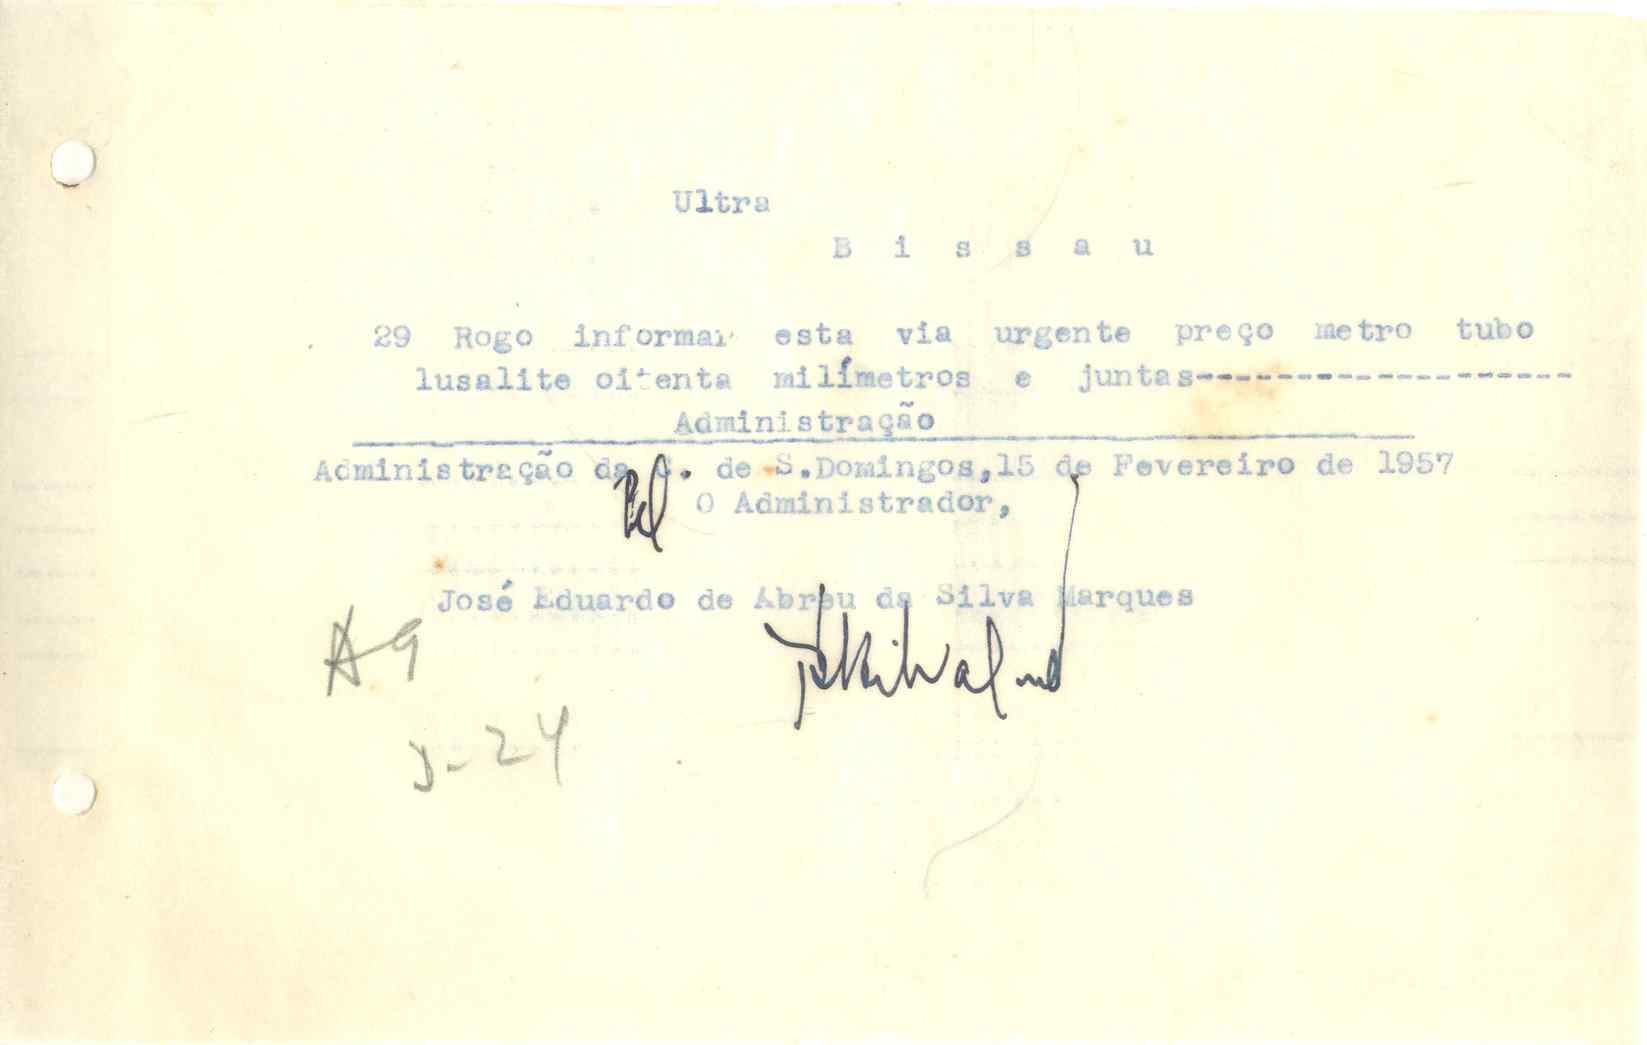 Ultra
B i s s a u
29 Rogo informar esta via urgente preço metro tubo
lusalite oitenta milímetros e juntas-------------------
Administração
Administração da C. de S.Domingos,15 de Fevereiro de 1957
O Administrador,
José Eduardo de Abreu da Silva Marques
A9
J-24